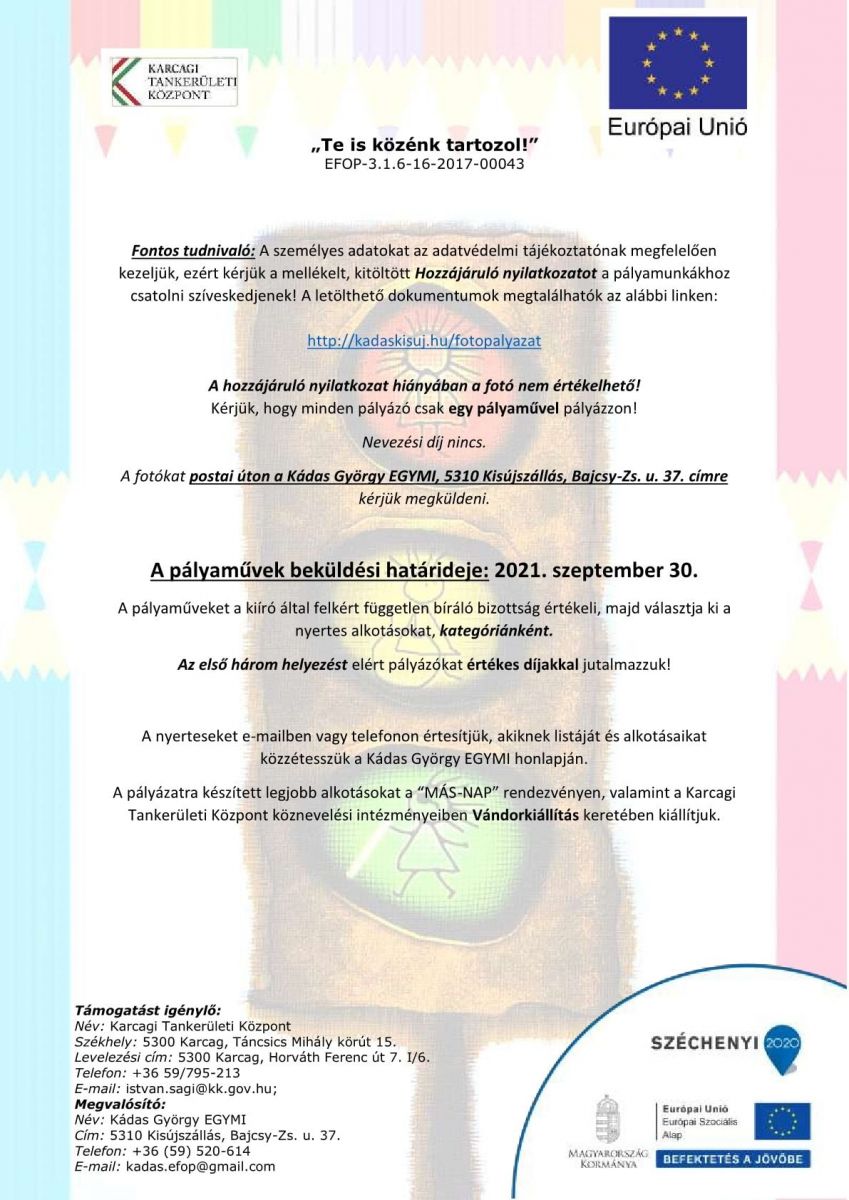 KARCAGI
TANKERÜLETI
KÖZPONT
Európai Unió
„Te is közénk tartozol!”
EFOP-3.1.6-16-2017-00043
Fontos tudnivaló: A személyes adatokat az adatvédelmi tájékoztatónak megfelelően
kezeljük, ezért kérjük a mellékelt, kitöltött Hozzájáruló nyilatkozatot a pályamunkákhoz
csatolni szíveskedjenek! A letölthető dokumentumok megtalálhatók az alábbi linken:
http://kadaskisuj.hu/fotopalyazat
A hozzájáruló nyilatkozat hiányában a fotó nem értékelhető!
Kérjük, hogy minden pályázó csak egy pályaművel pályázzon!
Nevezési díj nincs.
A fotókat postai úton a Kádas György EGYMI, 5310 Kisújszállás, Bajcsy-Zs. u. 37. címre
kérjük megküldeni.
A pályaművek beküldési határideje: 2021. szeptember 30.
A pályaműveket a kiíró által felkért független bíráló bizottság értékeli, majd választja ki a
nyertes alkotásokat, kategóriánként.
Az első három helyezést elért pályázókat értékes díjakkal jutalmazzuk!
A nyerteseket e-mailben vagy telefonon értesítjük, akiknek listáját és alkotásaikat
közzétesszük a Kádas György EGYMI honlapján.
A pályázatra készített legjobb alkotásokat a “MÁS-NAP” rendezvényen, valamint a Karcagi
Tankerületi Központ köznevelési intézményeiben Vándorkiállítás keretében kiállítjuk.
Támogatást igénylő:
Név: Karcagi Tankerületi Központ
Székhely: 5300 Karcag, Táncsics Mihály körút 15.
Levelezési cím: 5300 Karcag, Horváth Ferenc út 7. I/6.
Telefon: +36 59/795-213
E-mail: istvan.sagi@kk.gov.hu;
Megvalósító:
Név: Kádas György EGYMI
Cím: 5310 Kisújszállás, Bajcsy-Zs. u. 37.
Telefon: +36 (59) 520-614
E-mail: kadas.efop@gmail.com
SZÉCHENYI 2020
MAGYARORSZÁG
KORMÁNYA
Európai Unió
Európai Szociális
Alap
BEFEKTETÉS A JÖVŐBE